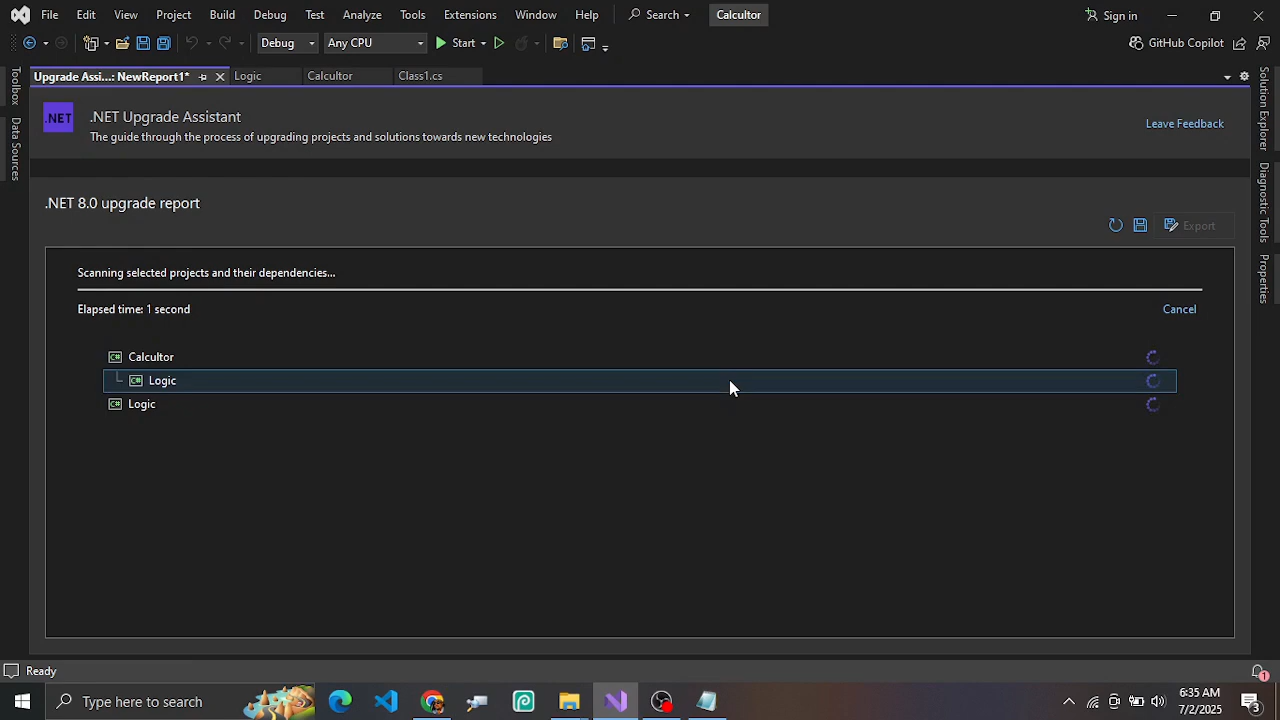 File Edit View Git Project Build Debug Test Analyze Tools Extensions Window Help Search Calcultor Sign in
Debug Any CPU Start GitHub Copilot
Upgrade Assi...: NewReport1* Logic Calcultor Class1.cs
Toolbox
Data Sources
.NET
.NET Upgrade Assistant
The guide through the process of upgrading projects and solutions towards new technologies
Leave Feedback
.NET 8.0 upgrade report
Export
Scanning selected projects and their dependencies...
Elapsed time: 1 second
Cancel
C# Calcultor
C# Logic
C# Logic
Solution Explorer
Diagnostic Tools
Properties
Ready
1
Type here to search
6:35 AM
7/2/2025
3